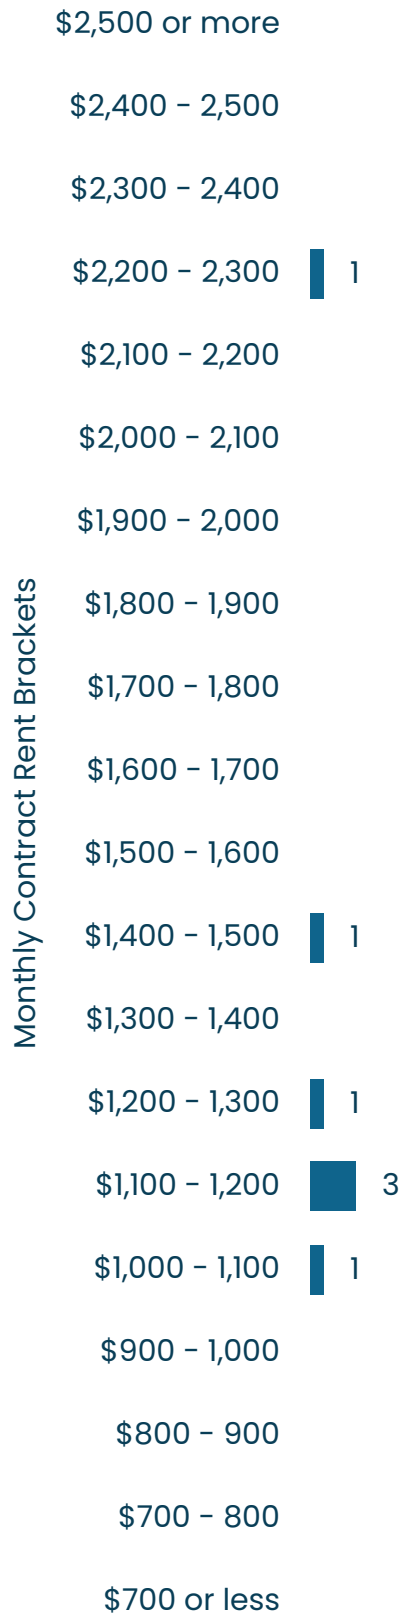 $2,500 or more
$2,400 - 2,500
$2,300 - 2,400
$2,200 - 2,300 1
$2,100 - 2,200
$2,000 - 2,100
$1,900 - 2,000
$1,800 - 1,900
$1,700 - 1,800
$1,600 - 1,700
$1,500 - 1,600
$1,400 - 1,500 1
$1,300 - 1,400
$1,200 - 1,300 1
$1,100 - 1,200 3
$1,000 - 1,100 1
$900 - 1,000
$800 - 900
$700 - 800
$700 or less
Monthly Contract Rent Brackets